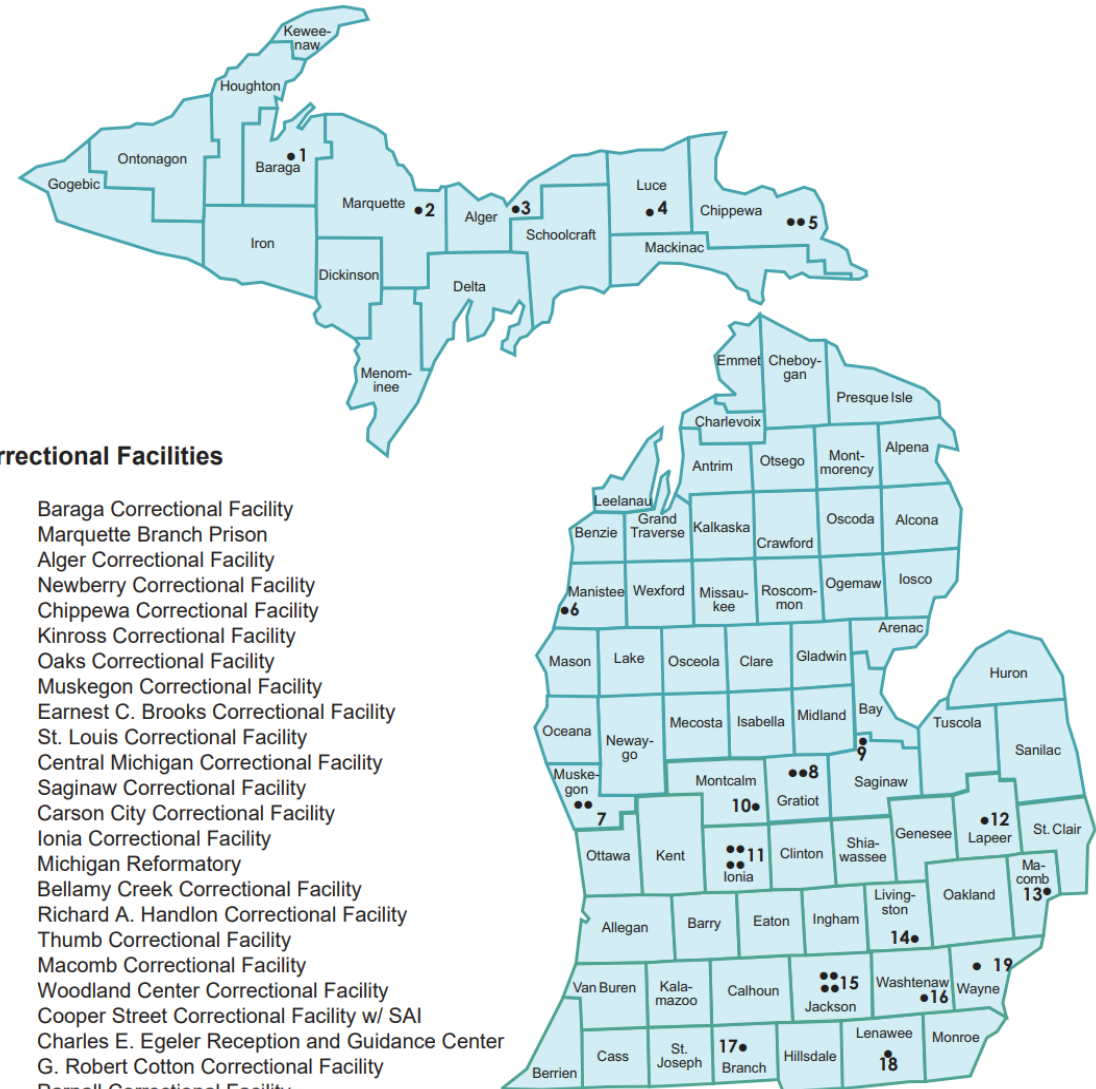 Kewee-
naw
Houghton
Ontonagon
Baraga
1
Gogebic
Marquette
2
Alger
3
Luce
4
Chippewa
5
Schoolcraft
Mackinac
Iron
Dickinson
Delta
Menom-
inee
Emmet
Cheboy-
gan
Presque Isle
Charlevoix
Antrim
Otsego
Mont-
morency
Alpena
Leelanau
Benzie
Grand
Traverse
Kalkaska
Crawford
Oscoda
Alcona
Manistee
6
Wexford
Missau-
kee
Roscom-
mon
Ogemaw
Iosco
Arenac
Mason
Lake
Osceola
Clare
Gladwin
Huron
Oceana
Neway-
go
Mecosta
Isabella
Midland
Bay
9
Tuscola
Sanilac
Muske-
gon
7
Montcalm
10
8
Gratiot
Saginaw
Ottawa
Kent
11
Ionia
Clinton
Shia-
wassee
Genesee
12
Lapeer
St. Clair
Ma-
comb
13
Allegan
Barry
Eaton
Ingham
Living-
ston
14
Oakland
Van Buren
Kala-
mazoo
Calhoun
15
Jackson
Washtenaw
16
19
Wayne
Berrien
Cass
St.
Joseph
17
Branch
Hillsdale
Lenawee
18
Monroe
rrectional Facilities
Baraga Correctional Facility
Marquette Branch Prison
Alger Correctional Facility
Newberry Correctional Facility
Chippewa Correctional Facility
Kinross Correctional Facility
Oaks Correctional Facility
Muskegon Correctional Facility
Earnest C. Brooks Correctional Facility
St. Louis Correctional Facility
Central Michigan Correctional Facility
Saginaw Correctional Facility
Carson City Correctional Facility
Ionia Correctional Facility
Michigan Reformatory
Bellamy Creek Correctional Facility
Richard A. Handlon Correctional Facility
Thumb Correctional Facility
Macomb Correctional Facility
Woodland Center Correctional Facility
Cooper Street Correctional Facility w/ SAI
Charles E. Egeler Reception and Guidance Center
G. Robert Cotton Correctional Facility
Parnall Correctional Facility